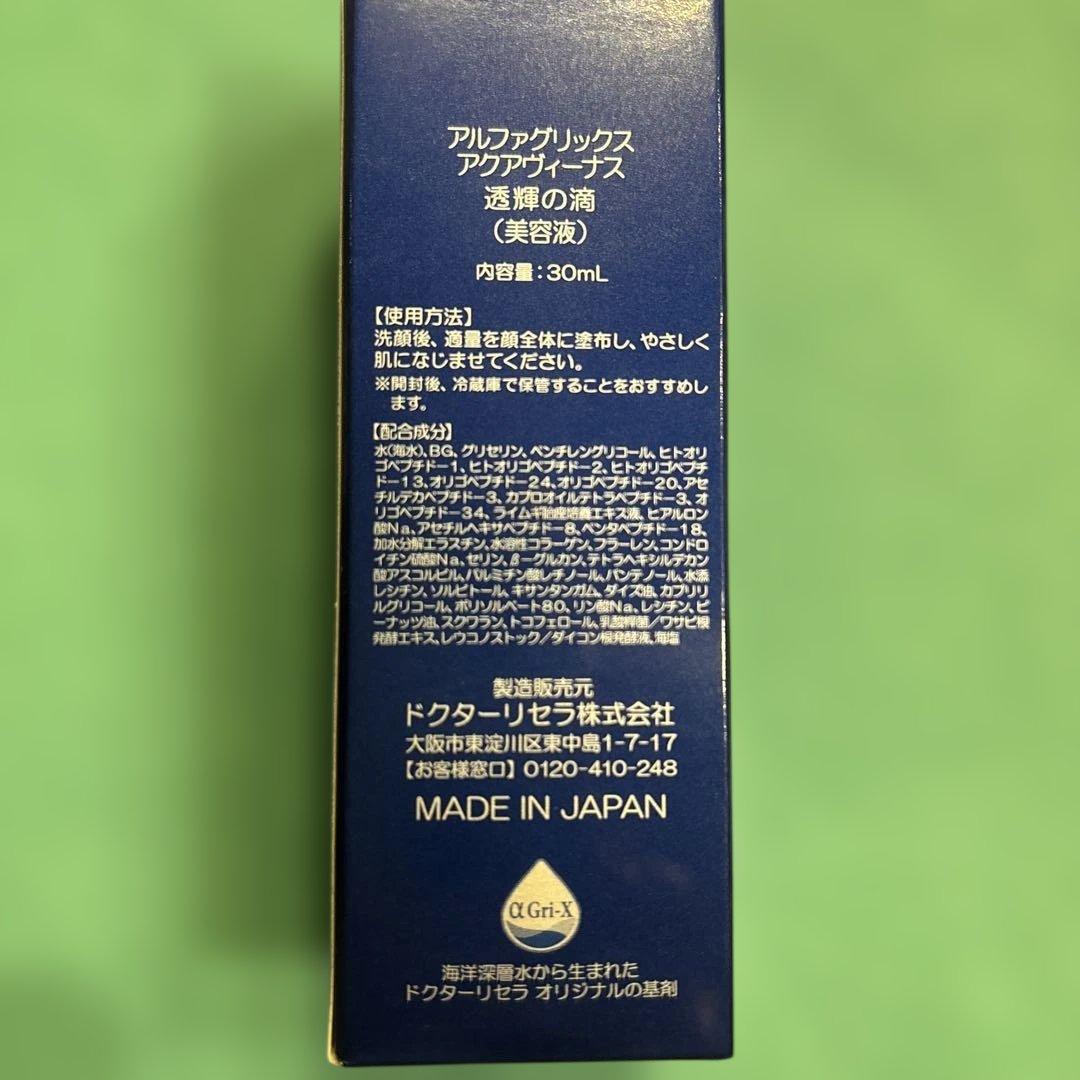 アルファグリックス
アクアヴィーナス
透輝の滴
（美容液）
内容量：30mL
【使用方法】
洗顔後、適量を顔全体に塗布し、やさしく
肌になじませてください。
※開封後、冷蔵庫で保管することをおすすめし
ます。
【配合成分】
水（海水）、BG、グリセリン、ペンチレングリコール、ヒトオリ
ゴペプチド－1、ヒトオリゴペプチド－2、ヒトオリゴペプチ
ド－13、オリゴペプチド－24、オリゴペプチド－20、アセ
チルデカペプチド－3、カプロオイルテトラペプチド－3、オ
リゴペプチド－34、ライムギ胎座培養エキス液、ヒアルロン
酸Na、アセチルヘキサペプチド－8、ペンタペプチド－18、
加水分解エラスチン、水溶性コラーゲン、フラーレン、コンドロ
イチン硫酸Na、セリン、β－グルカン、テトラヘキシルデカン
酸アスコルビル、パルミチン酸レチノール、パンテノール、水添
レシチン、ソルビトール、キサンタンガム、ダイズ油、カプリリ
ルグリコール、ポリソルベート80、リン酸Na、レシチン、ピ
ーナッツ油、スクワラン、トコフェロール、乳酸桿菌／ワサビ根
発酵エキス、レウコノストック／ダイコン根発酵液、海塩
製造販売元
ドクターリセラ株式会社
大阪市東淀川区東中島1-7-17
【お客様窓口】0120-410-248
MADE IN JAPAN
α Gri-X
海洋深層水から生まれた
ドクターリセラ オリジナルの基剤